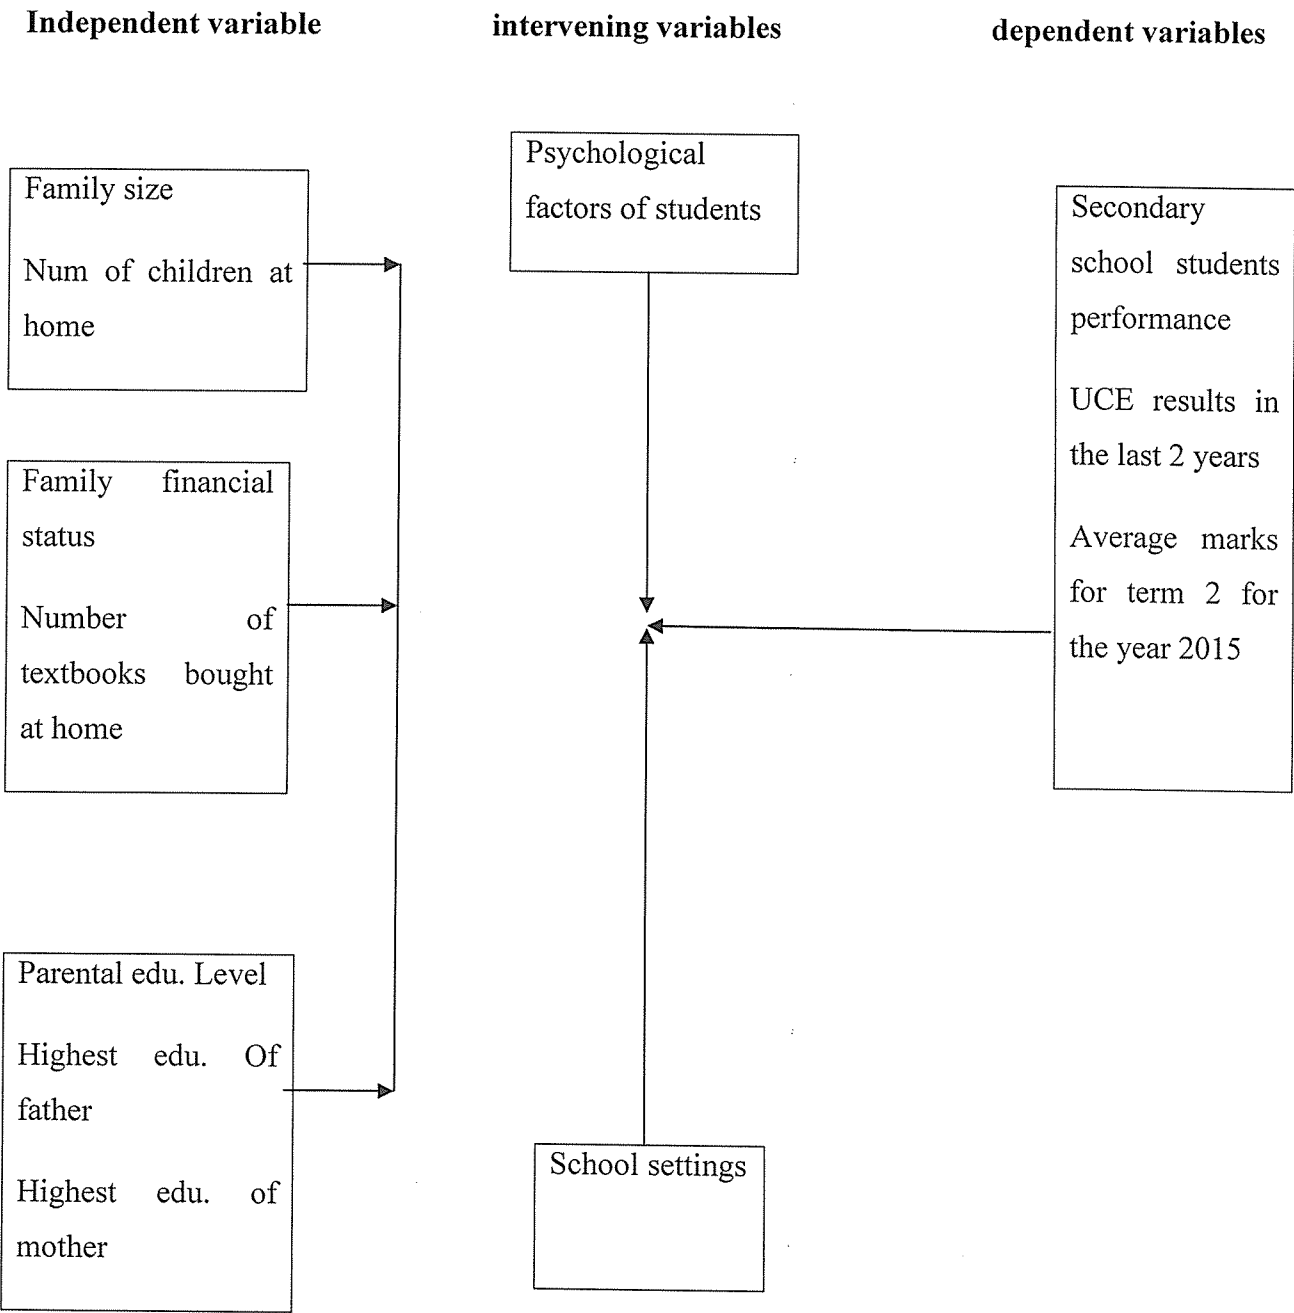 Independent variable
intervening variables
dependent variables
Family size
Num of children at
home
Family financial
status
Number of
textbooks bought
at home
Parental edu. Level
Highest edu. Of
father
Highest edu. of
mother
Psychological
factors of students
School settings
Secondary
school students
performance
UCE results in
the last 2 years
Average marks
for term 2 for
the year 2015